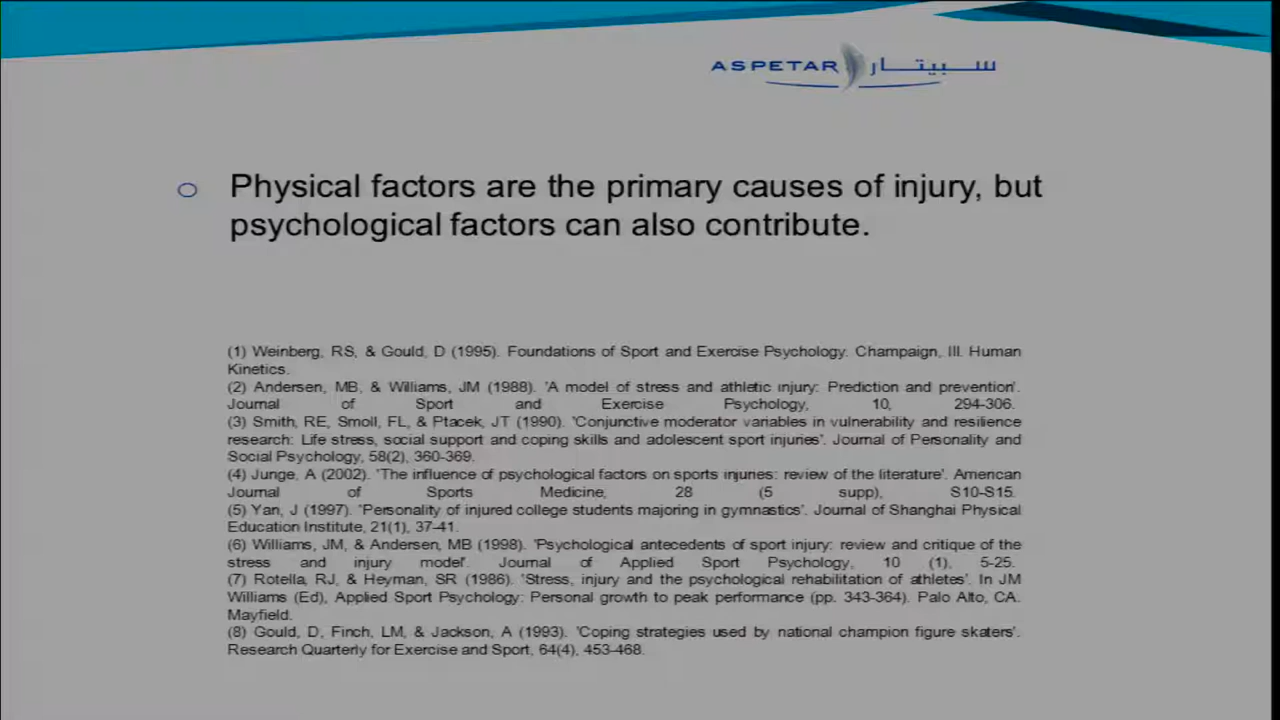 ASPETAR سبيتار
Physical factors are the primary causes of injury, but
psychological factors can also contribute.
(1) Weinberg, RS, & Gould, D (1995). Foundations of Sport and Exercise Psychology. Champaign, Ill. Human
Kinetics.
(2) Andersen, MB, & Williams, JM (1988). 'A model of stress and athletic injury: Prediction and prevention'.
Journal of Sport and Exercise Psychology, 10, 294-306.
(3) Smith, RE, Smoll, FL, & Ptacek, JT (1990). 'Conjunctive moderator variables in vulnerability and resilience
research: Life stress, social support and coping skills and adolescent sport injuries'. Journal of Personality and
Social Psychology, 58(2), 360-369.
(4) Junge, A (2002). 'The influence of psychological factors on sports injuries: review of the literature'. American
Journal of Sports Medicine, 28 (5 supp), S10-S15.
(5) Yan, J (1997). 'Personality of injured college students majoring in gymnastics'. Journal of Shanghai Physical
Education Institute, 21(1), 37-41.
(6) Williams, JM, & Andersen, MB (1998). 'Psychological antecedents of sport injury: review and critique of the
stress and injury model'. Journal of Applied Sport Psychology, 10 (1), 5-25.
(7) Rotella, RJ, & Heyman, SR (1986). 'Stress, injury and the psychological rehabilitation of athletes'. In JM
Williams (Ed), Applied Sport Psychology: Personal growth to peak performance (pp. 343-364). Palo Alto, CA.
Mayfield.
(8) Gould, D, Finch, LM, & Jackson, A (1993). 'Coping strategies used by national champion figure skaters'.
Research Quarterly for Exercise and Sport, 64(4), 453-468.